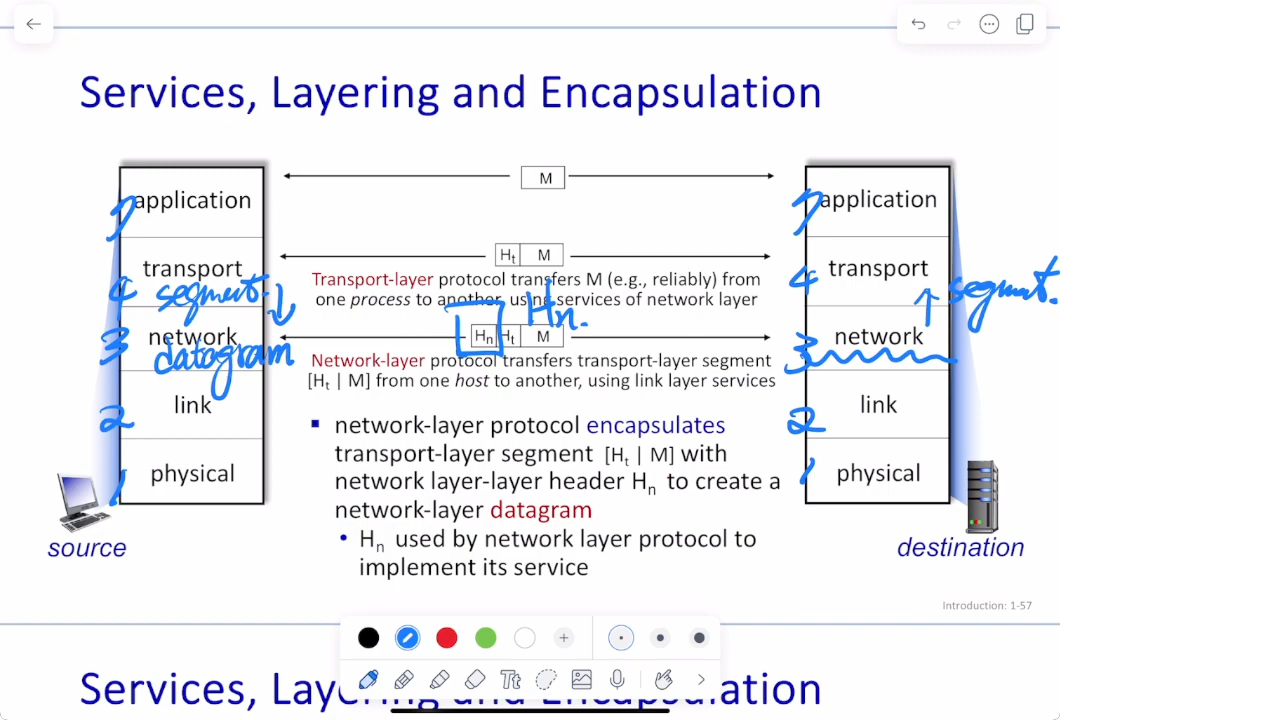 Services, Layering and Encapsulation
M
application
application
7
7
Ht M
transport
transport
Transport-layer protocol transfers M (e.g., reliably) from
one process to another, using services of network layer
4
segment
4
segment.
Hn.
network
network
Hn Ht M
3
datagram
3
Network-layer protocol transfers transport-layer segment
[Ht | M] from one host to another, using link layer services
link
link
2
2
▪ network-layer protocol encapsulates
transport-layer segment [Ht | M] with
network layer-layer header Hn to create a
network-layer datagram
• Hn used by network layer protocol to
implement its service
physical
physical
1
1
source
destination
Introduction: 1-57
Tt
Services, Layering and Encapsulation